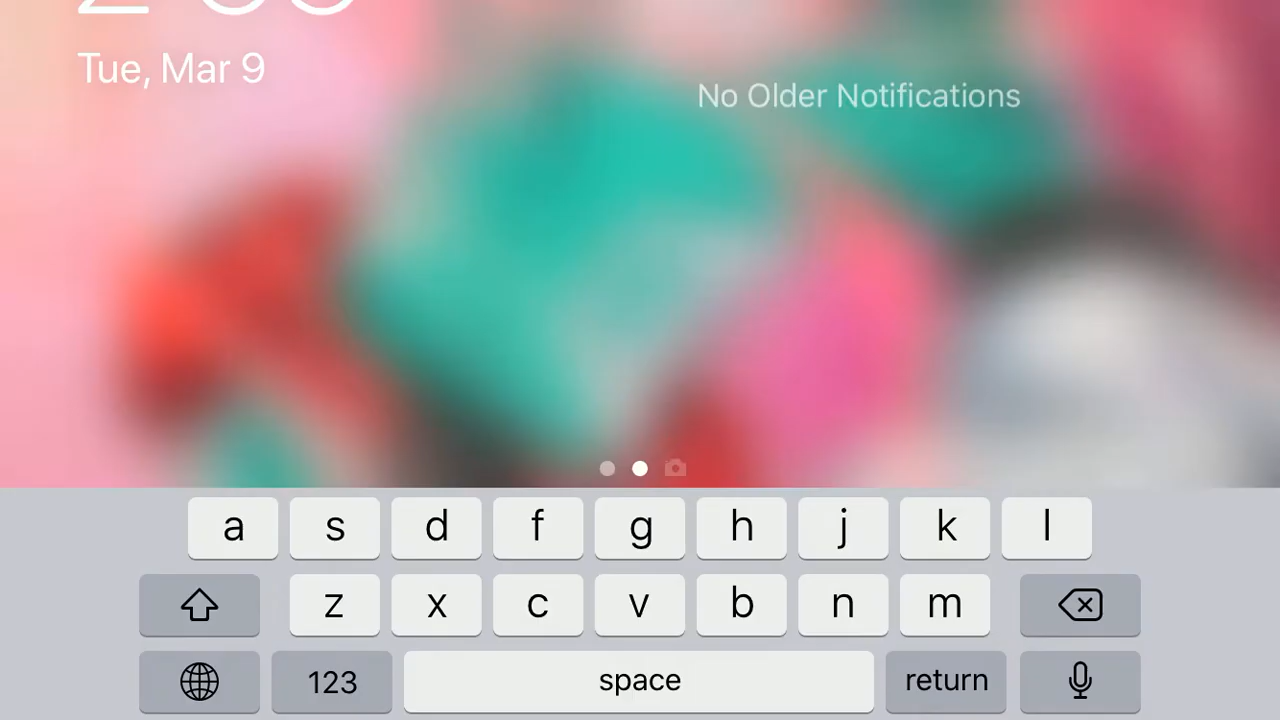 Tue, Mar 9
No Older Notifications
a s d f g h j k l
z x c v b n m
123 space return